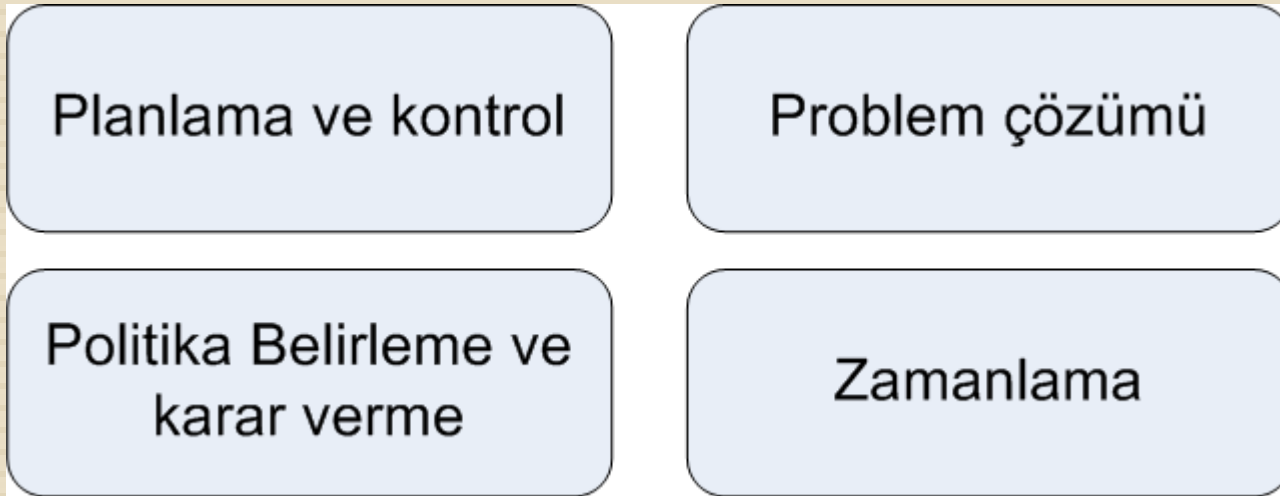 Planlama ve kontrol
Problem çözümü
Politika Belirleme ve
karar verme
Zamanlama